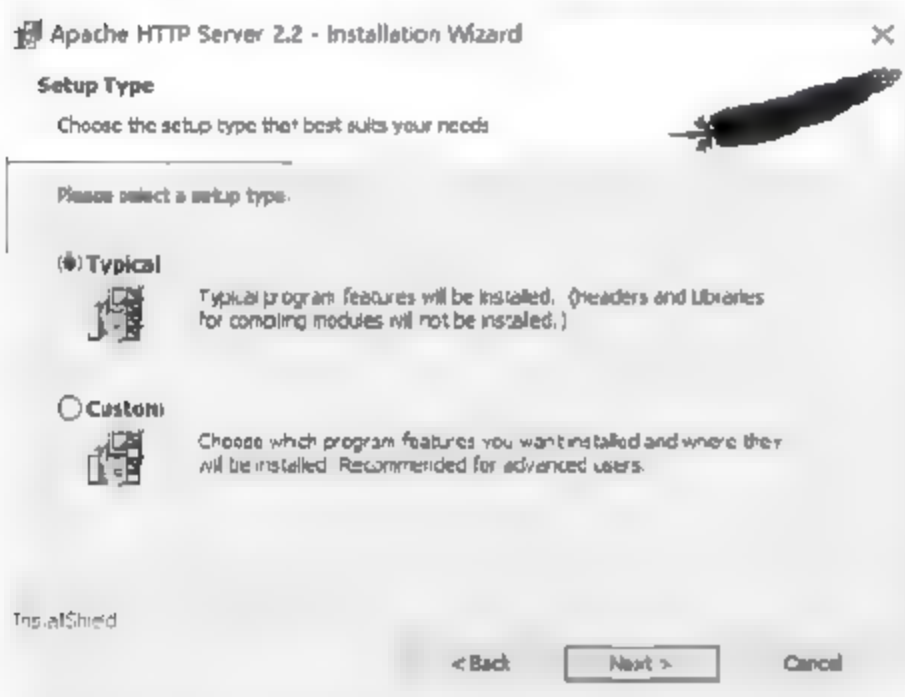 Apache HTTP Server 2.2 - Installation Wizard
Setup Type
Choose the setup type that best suits your needs
Please select a setup type.
Typical
Typical program features will be installed. (Headers and Libraries
for compiling modules will not be installed.)
Custom
Choose which program features you want installed and where they
will be installed. Recommended for advanced users.
InstallShield
< Back
Next >
Cancel